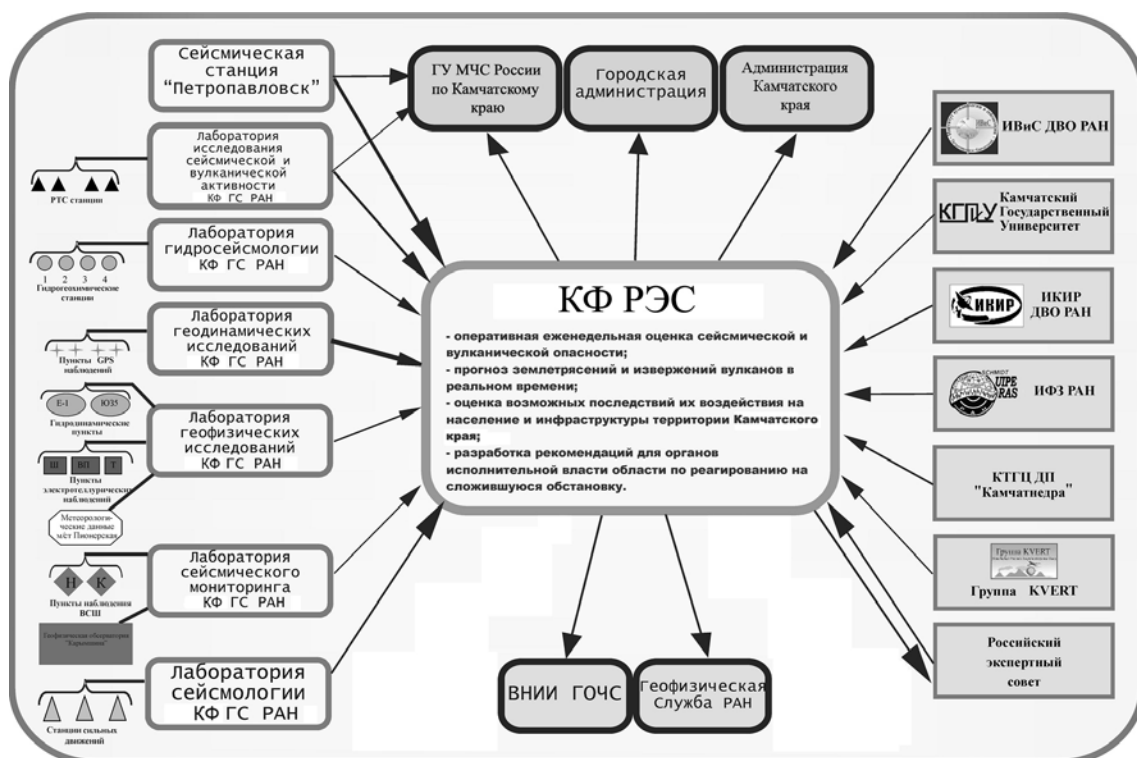 Сейсмическая
станция
“Петропавловск”
Лаборатория
исследования
сейсмической и
вулканической
активности
КФ ГС РАН
РТС станции
Лаборатория
гидросейсмологии
КФ ГС РАН
1 2 3 4
Гидрогеохимические
станции
Лаборатория
геодинамических
исследований
КФ ГС РАН
Пункты GPS
наблюдений
Е-1 Ю35
Гидродинамические
пункты
Лаборатория
геофизических
исследований
КФ ГС РАН
Ш ВП Т
Пункты
электротеллурических
наблюдений
Метеорологи-
ческие данные
м/ст Пионерская
Лаборатория
сейсмического
мониторинга
КФ ГС РАН
Н К
Пункты наблюдения
ВСШ
Геофизическая обсерватория
Лаборатория
сейсмологии
КФ ГС РАН
Станции сильных
движений
ГУ МЧС России
по Камчатскому
краю
Городская
администрация
Администрация
Камчатского
края
КФ РЭС
- оперативная еженедельная оценка сейсмической и
вулканической опасности;
- прогноз землетрясений и извержений вулканов в
реальном времени;
- оценка возможных последствий их воздействия на
население и инфраструктуры территории Камчатского
края;
- разработка рекомендаций для органов
исполнительной власти области по реагированию на
сложившуюся обстановку.
ВНИИ ГОЧС
Геофизическая
Служба РАН
ИВиС ДВО РАН
Камчатский
Государственный
Университет
ИКИР
ИКИР
ДВО РАН
SCHMIDT
UIPE
RAS
ИФЗ РАН
КТГЦ ДП
"Камчатнедра"
Группа KVERT
Группа KVERT
Российский
экспертный
совет